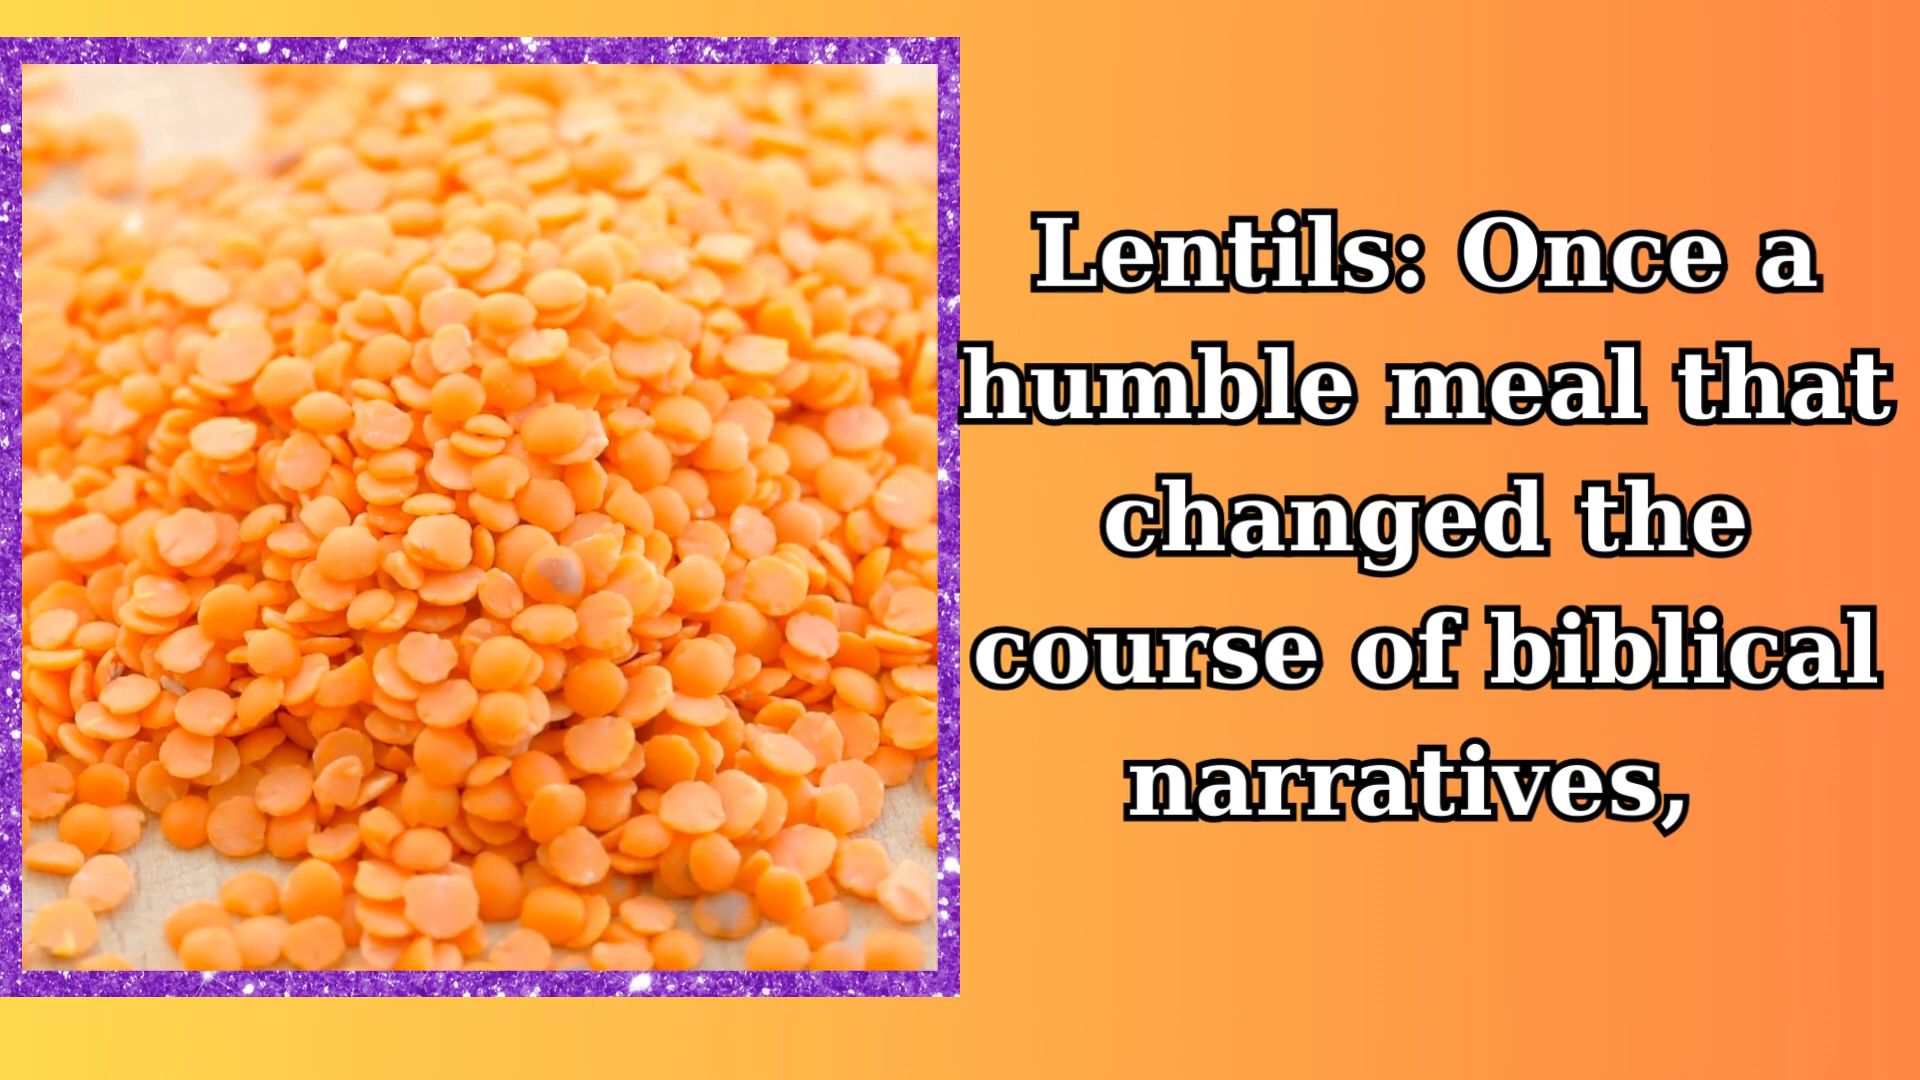 Lentils: Once a
humble meal that
changed the
course of biblical
narratives,